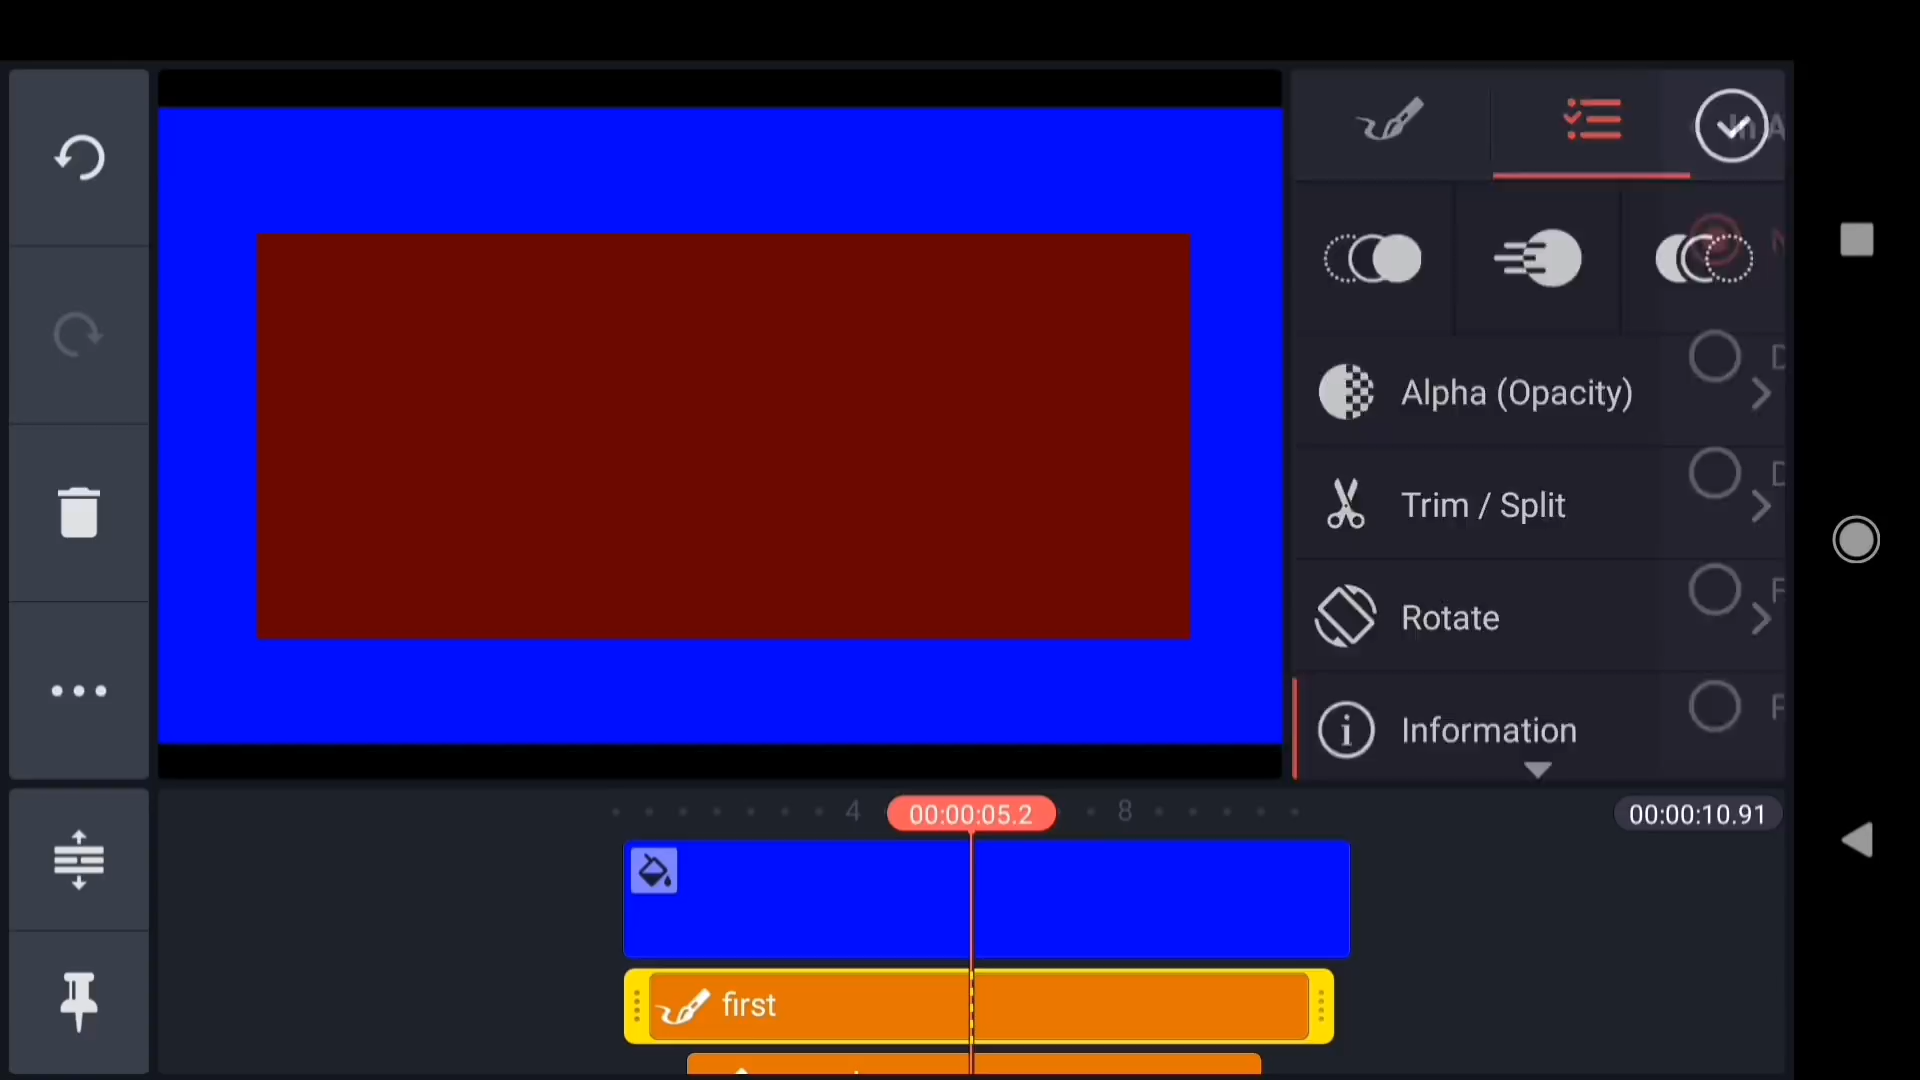 Alpha (Opacity)
Trim / Split
Rotate
Information
4
00:00:05.2
8
00:00:10.91
first